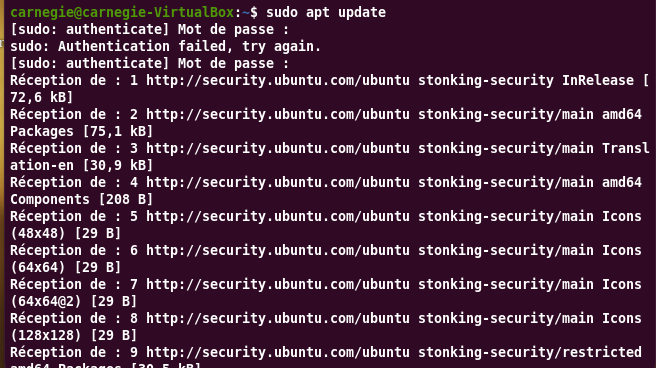 carnegie@carnegie-VirtualBox:~$ sudo apt update
[sudo: authenticate] Mot de passe :
sudo: Authentication failed, try again.
[sudo: authenticate] Mot de passe :
Réception de : 1 http://security.ubuntu.com/ubuntu stonking-security InRelease [
72,6 kB]
Réception de : 2 http://security.ubuntu.com/ubuntu stonking-security/main amd64
Packages [75,1 kB]
Réception de : 3 http://security.ubuntu.com/ubuntu stonking-security/main Transl
ation-en [30,9 kB]
Réception de : 4 http://security.ubuntu.com/ubuntu stonking-security/main amd64
Components [208 B]
Réception de : 5 http://security.ubuntu.com/ubuntu stonking-security/main Icons
(48x48) [29 B]
Réception de : 6 http://security.ubuntu.com/ubuntu stonking-security/main Icons
(64x64) [29 B]
Réception de : 7 http://security.ubuntu.com/ubuntu stonking-security/main Icons
(64x64@2) [29 B]
Réception de : 8 http://security.ubuntu.com/ubuntu stonking-security/main Icons
(128x128) [29 B]
Réception de : 9 http://security.ubuntu.com/ubuntu stonking-security/restricted
amd64 Packages [30,5 kB]